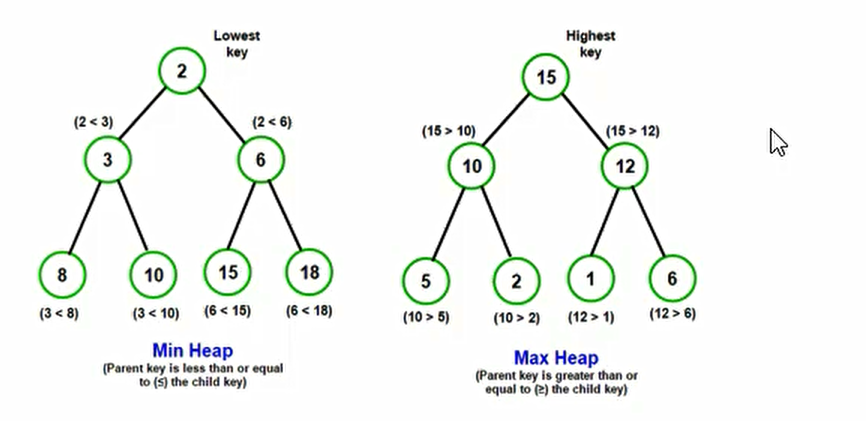 Lowest
key
2
(2 < 3)
(2 < 6)
3
6
8
10
15
18
(3 < 8)
(3 < 10)
(6 < 15)
(6 < 18)
Min Heap
(Parent key is less than or equal
to (≤) the child key)
Highest
key
15
(15 > 10)
(15 > 12)
10
12
5
2
1
6
(10 > 5)
(10 > 2)
(12 > 1)
(12 > 6)
Max Heap
(Parent key is greater than or
equal to (≥) the child key)